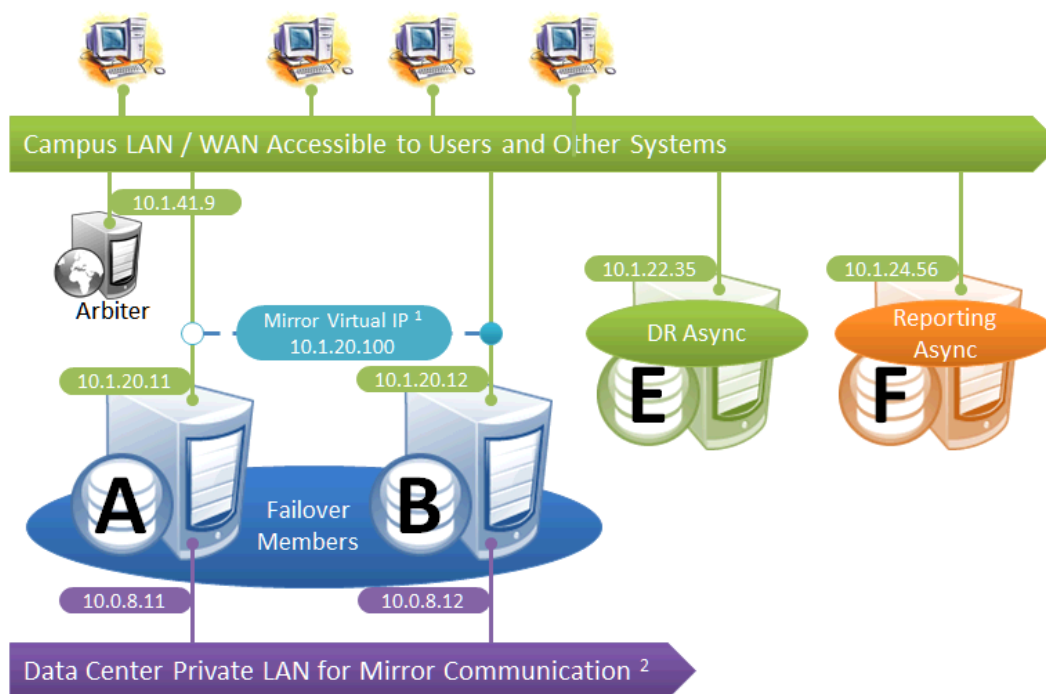 Campus LAN / WAN Accessible to Users and Other Systems
10.1.41.9
Arbiter
Mirror Virtual IP 1
10.1.20.100
10.1.20.11
10.1.20.12
10.1.22.35
DR Async
E
10.1.24.56
Reporting
Async
F
A
Failover
Members
B
10.0.8.11
10.0.8.12
Data Center Private LAN for Mirror Communication 2